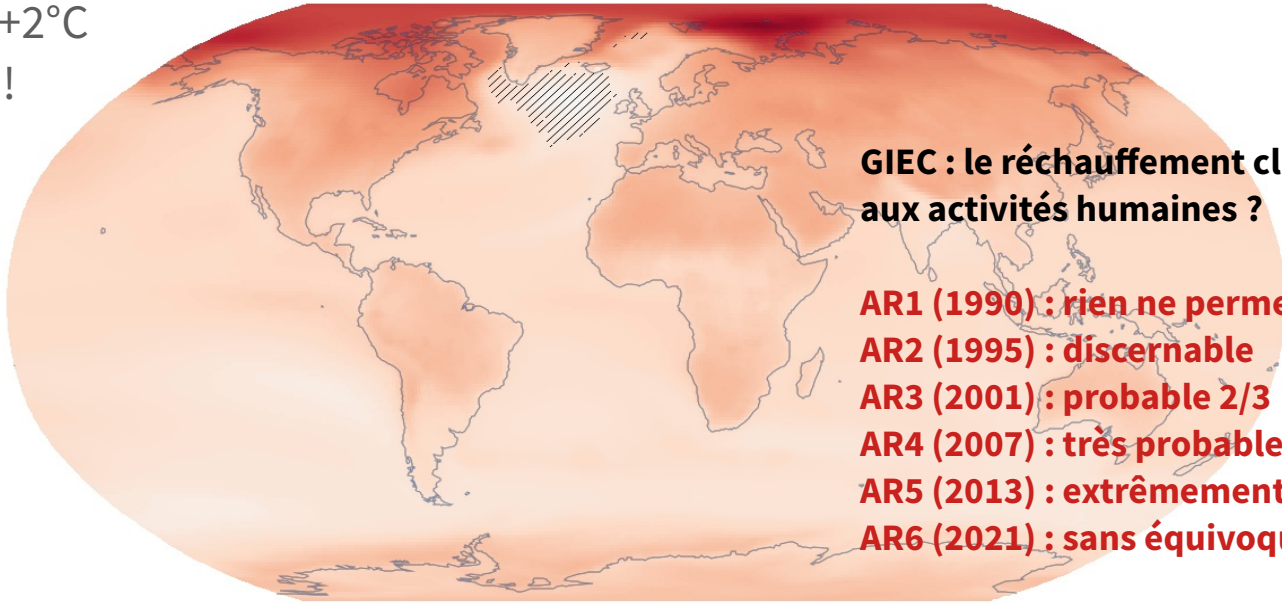 +2°C
!
GIEC : le réchauffement cl
aux activités humaines ?
AR1 (1990) : rien ne perme
AR2 (1995) : discernable
AR3 (2001) : probable 2/3
AR4 (2007) : très probable
AR5 (2013) : extrêmement
AR6 (2021) : sans équivoqu